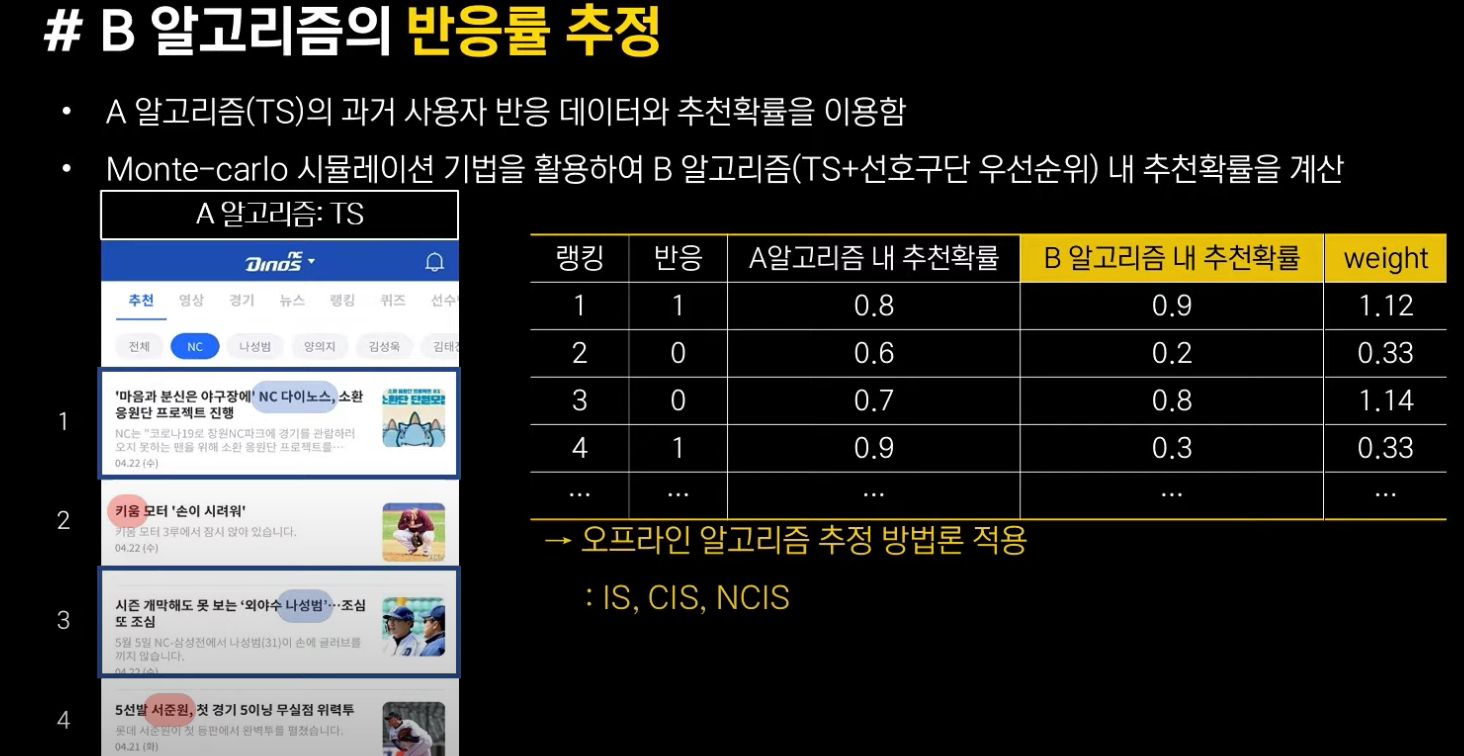 # B 알고리즘의 반응률 추정
• A 알고리즘(TS)의 과거 사용자 반응 데이터와 추천확률을 이용함
• Monte-carlo 시뮬레이션 기법을 활용하여 B 알고리즘(TS+선호구단 우선순위) 내 추천확률을 계산
A 알고리즘: TS
NC Dinos
추천 영상 경기 뉴스 랭킹 퀴즈
전체 NC 나성범 양의지 김성욱
1
'마음과 분신은 야구장에' NC 다이노스, 소환
응원단 프로젝트 진행
NC는 "코로나19로 창원NC파크에 경기를 관람하러
오지 못하는 팬을 위해 소환 응원단 프로젝트를…
04.22 (수)
2
키움 모터 '손이 시려워'
키움 모터 3루에서 잠시 앉아 있습니다.
04.22 (수)
3
시즌 개막해도 못 보는 ‘외야수 나성범’…조심
또 조심
5월 5일 NC-삼성전에서 나성범(31)이 손에 글러브를
끼지 않습니다.
04.22 (수)
4
5선발 서준원, 첫 경기 5이닝 무실점 위력투
롯데 서준원이 첫 등판에서 완벽투를 펼쳤습니다.
04.21 (화)
랭킹 반응 A알고리즘 내 추천확률 B 알고리즘 내 추천확률 weight
1 1 0.8 0.9 1.12
2 0 0.6 0.2 0.33
3 0 0.7 0.8 1.14
4 1 0.9 0.3 0.33
... ... ... ... ...
→ 오프라인 알고리즘 추정 방법론 적용
: IS, CIS, NCIS